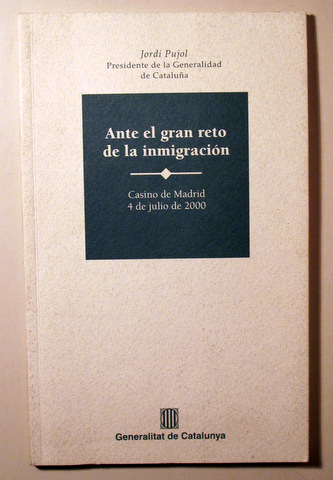 Jordi Pujol
Presidente de la Generalidad
de Cataluña
Ante el gran reto
de la inmigración
Casino de Madrid
4 de julio de 2000
Generalitat de Catalunya